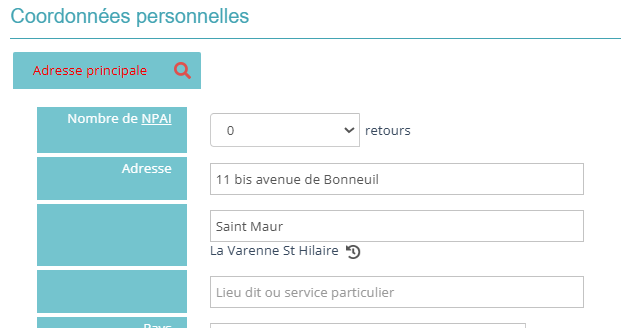 Coordonnées personnelles
Adresse principale
Nombre de NPAI
0 retours
Adresse
11 bis avenue de Bonneuil
Saint Maur
La Varenne St Hilaire
Lieu dit ou service particulier
Pays